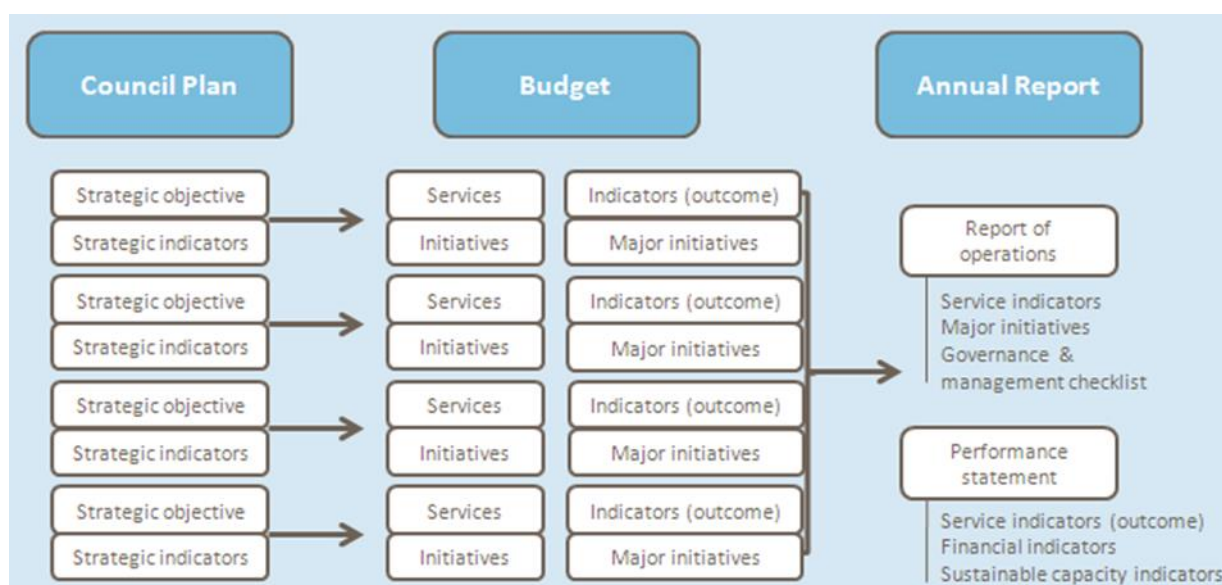 Council Plan
Budget
Annual Report
Strategic objective
Strategic indicators
Services
Initiatives
Indicators (outcome)
Major initiatives
Strategic objective
Strategic indicators
Services
Initiatives
Indicators (outcome)
Major initiatives
Strategic objective
Strategic indicators
Services
Initiatives
Indicators (outcome)
Major initiatives
Strategic objective
Strategic indicators
Services
Initiatives
Indicators (outcome)
Major initiatives
Report of
operations
Service indicators
Major initiatives
Governance &
management checklist
Performance
statement
Service indicators (outcome)
Financial indicators
Sustainable capacity indicators